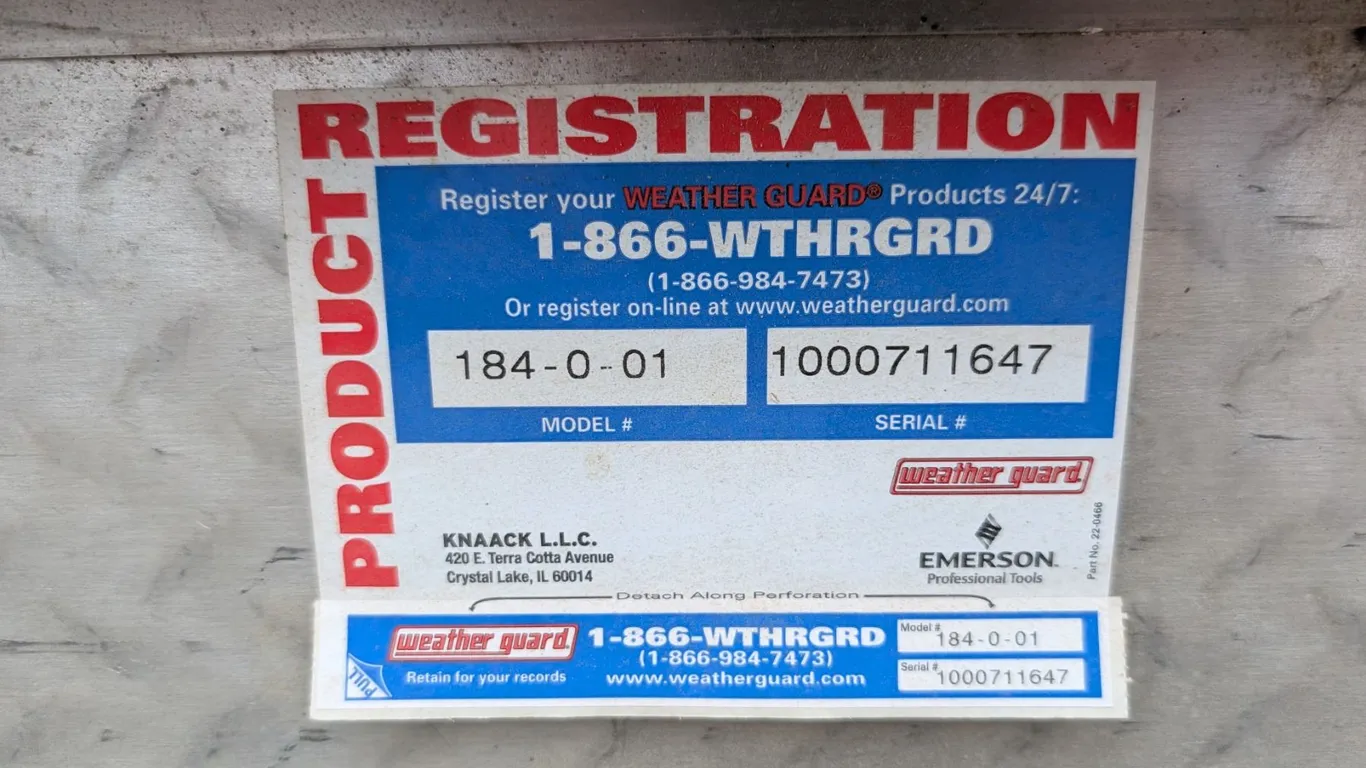 PRODUCT REGISTRATION
Register your WEATHER GUARD® Products 24/7:
1-866-WTHRGRD
(1-866-984-7473)
Or register on-line at www.weatherguard.com
184-0-01 1000711647
MODEL # SERIAL #
weather guard
KNAACK L.L.C.
420 E. Terra Cotta Avenue
Crystal Lake, IL 60014
EMERSON
Professional Tools
Part No. 22-0466
Detach Along Perforation
PULL
weather guard
Retain for your records
1-866-WTHRGRD
(1-866-984-7473)
www.weatherguard.com
Model # 184-0-01
Serial # 1000711647